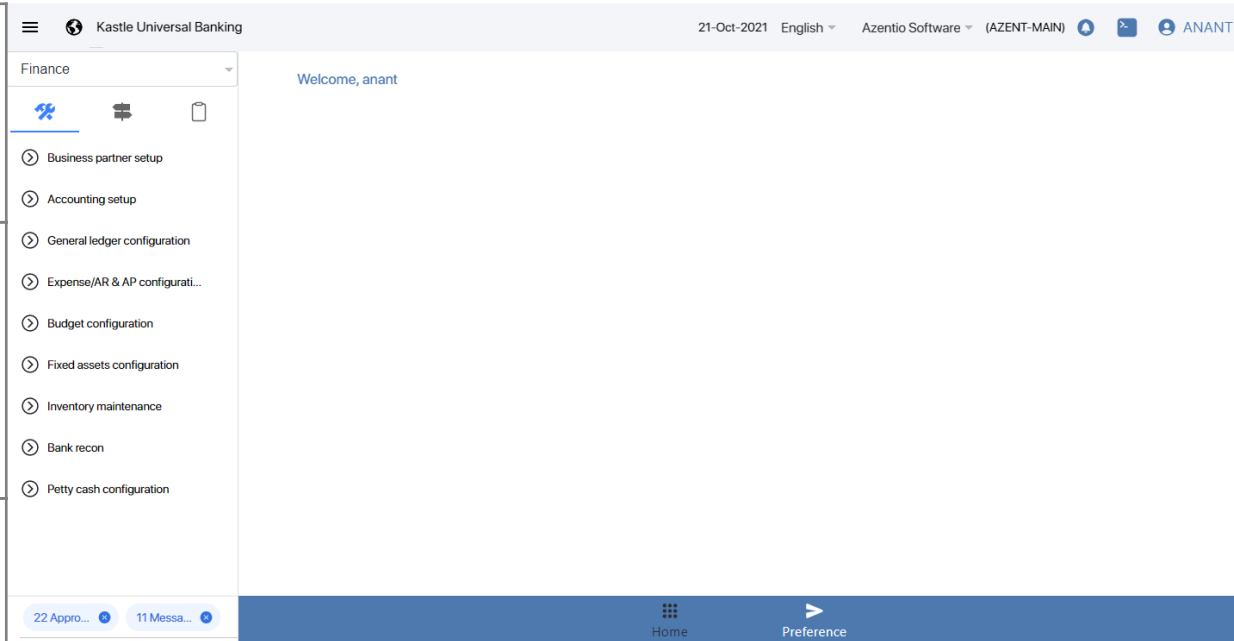 Kastle Universal Banking 21-Oct-2021 English Azentio Software (AZENT-MAIN) ANANT
Finance
Welcome, anant
Business partner setup
Accounting setup
General ledger configuration
Expense/AR & AP configurati...
Budget configuration
Fixed assets configuration
Inventory maintenance
Bank recon
Petty cash configuration
22 Appro... 11 Messa...
Home Preference